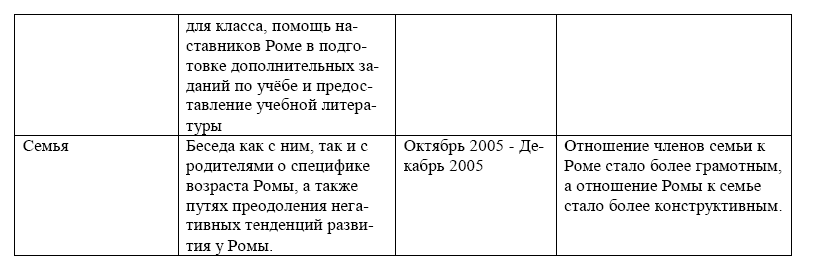 для класса, помощь на-
ставников Роме в подго-
товке дополнительных за-
даний по учёбе и предос-
тавление учебной литера-
туры
Семья
Беседа как с ним, так и с
родителями о специфике
возраста Ромы, а также
путях преодоления нега-
тивных тенденций разви-
тия у Ромы.
Октябрь 2005 - Де-
кабрь 2005
Отношение членов семьи к
Роме стало более грамотным,
а отношение Ромы к семье
стало более конструктивным.